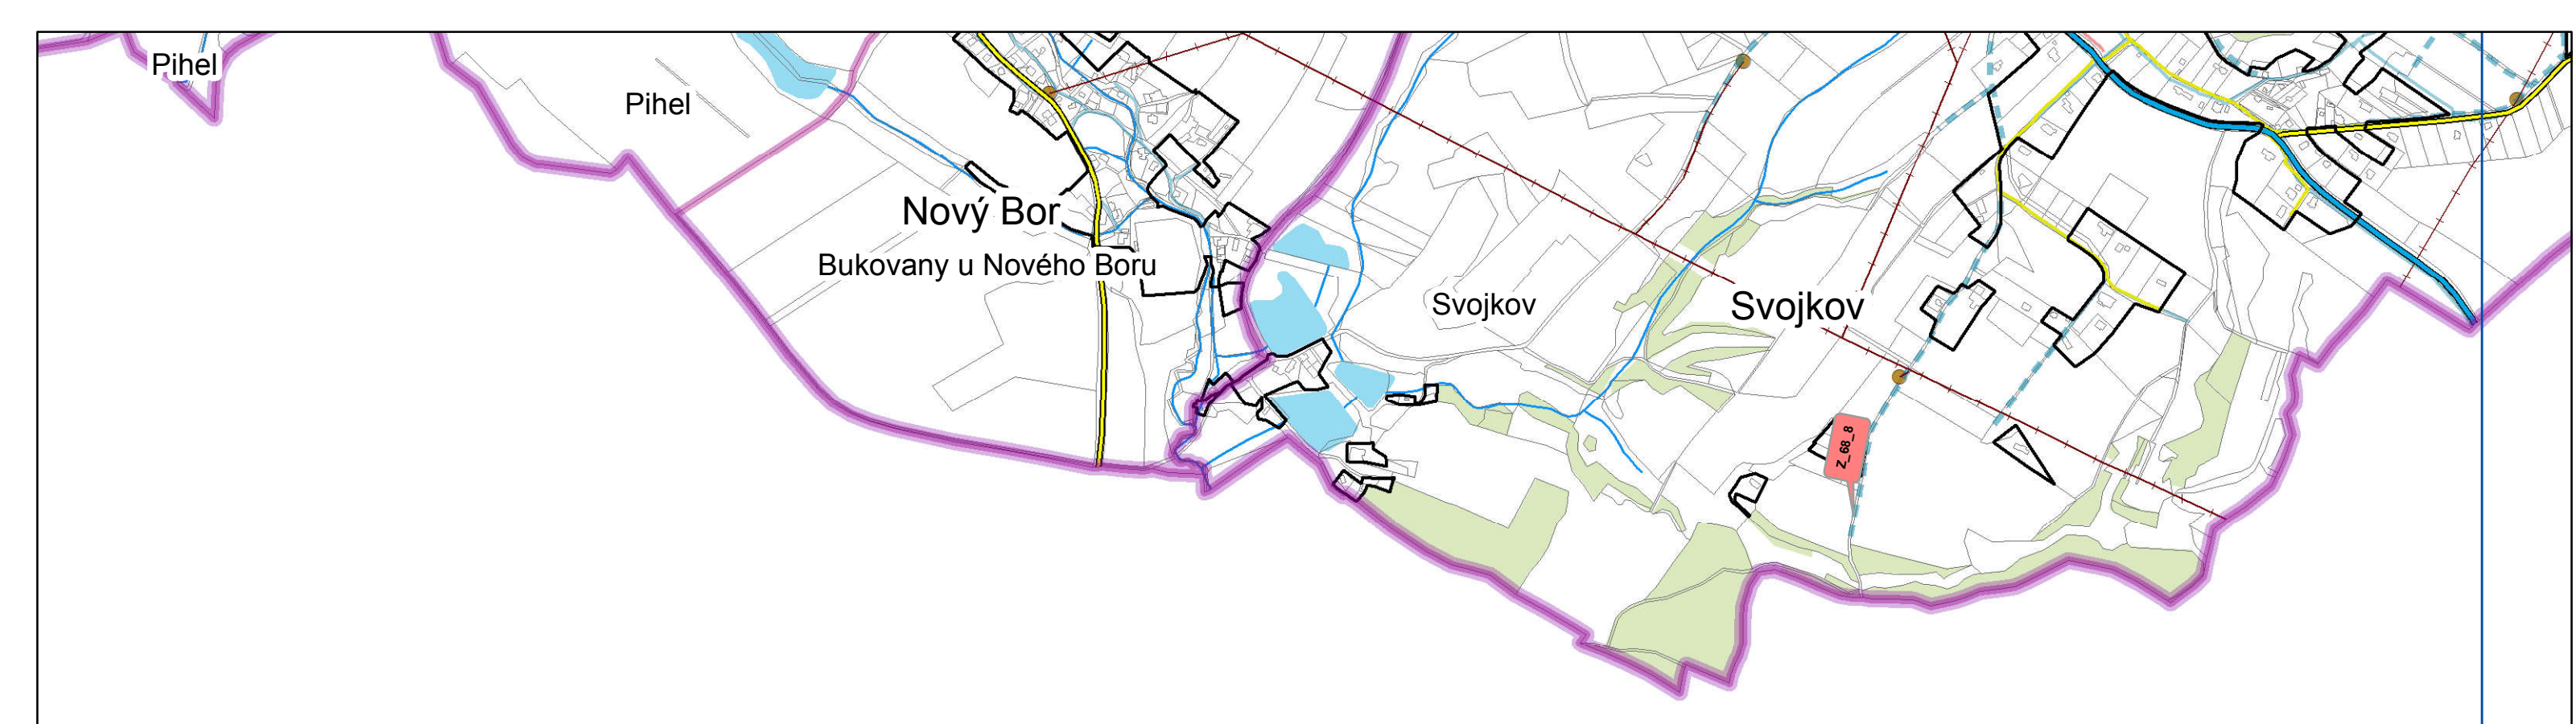 Pihel
Pihel
Nový Bor
Bukovany u Nového Boru
Svojkov
Svojkov
Z_68_8